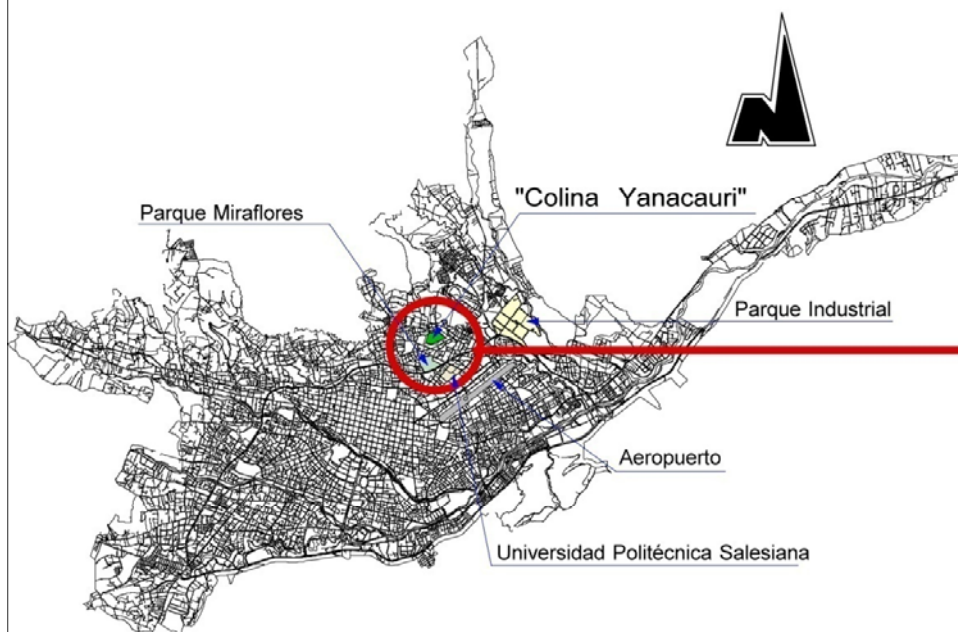 "Colina Yanacauri"
Parque Miraflores
Parque Industrial
Aeropuerto
Universidad Politécnica Salesiana